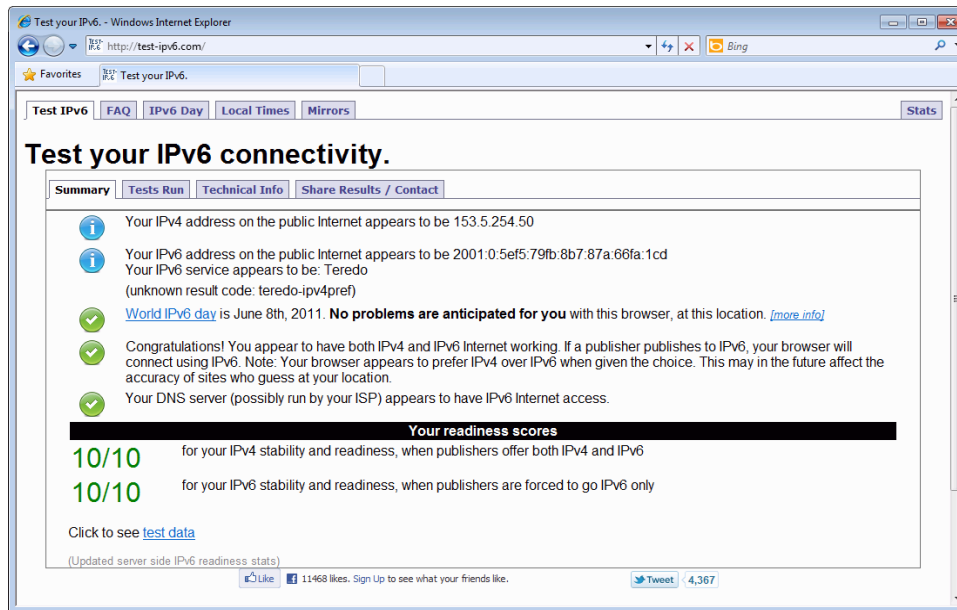 Test your IPv6. - Windows Internet Explorer
http://test-ipv6.com/
Bing
Favorites
Test your IPv6.
Test IPv6 FAQ IPv6 Day Local Times Mirrors Stats
Test your IPv6 connectivity.
Summary Tests Run Technical Info Share Results / Contact
Your IPv4 address on the public Internet appears to be 153.5.254.50
Your IPv6 address on the public Internet appears to be 2001:0:5ef5:79fb:8b7:87a:66fa:1cd
Your IPv6 service appears to be: Teredo
(unknown result code: teredo-ipv4pref)
World IPv6 day is June 8th, 2011. No problems are anticipated for you with this browser, at this location. [more info]
Congratulations! You appear to have both IPv4 and IPv6 Internet working. If a publisher publishes to IPv6, your browser will
connect using IPv6. Note: Your browser appears to prefer IPv4 over IPv6 when given the choice. This may in the future affect the
accuracy of sites who guess at your location.
Your DNS server (possibly run by your ISP) appears to have IPv6 Internet access.
Your readiness scores
10/10 for your IPv4 stability and readiness, when publishers offer both IPv4 and IPv6
10/10 for your IPv6 stability and readiness, when publishers are forced to go IPv6 only
Click to see test data
(Updated server side IPv6 readiness stats)
Like 11468 likes. Sign Up to see what your friends like. Tweet 4,367